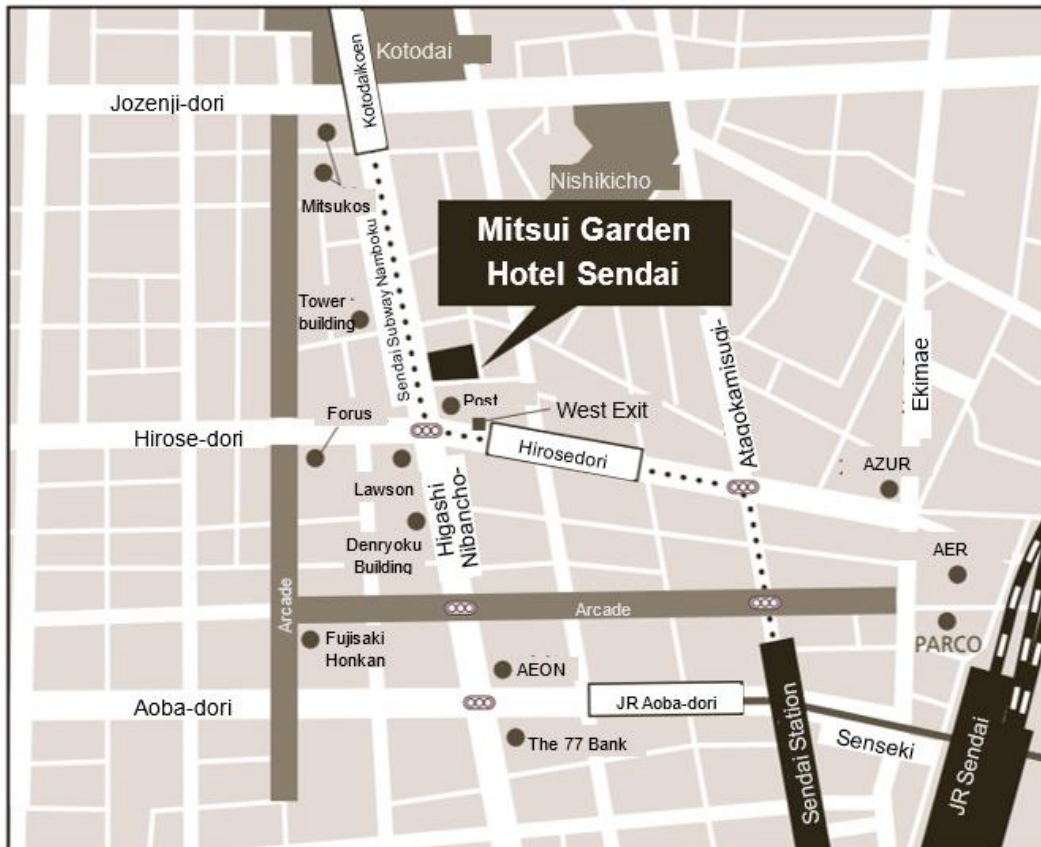 Kotodai
Kotodaikoen
Jozenji-dori
Nishikicho
Mitsukos
Mitsui Garden
Hotel Sendai
Sendai Subway Namboku
Tower
building
Ataqokamisuqi-
Ekimae
Post
West Exit
Forus
Hirose-dori
Hirosedori
AZUR
Lawson
Higashi
Nibancho-
Denryoku
Building
AER
Arcade
Arcade
PARCO
Fujisaki
Honkan
AEON
Aoba-dori
JR Aoba-dori
Sendai Station
The 77 Bank
Senseki
JR Sendai